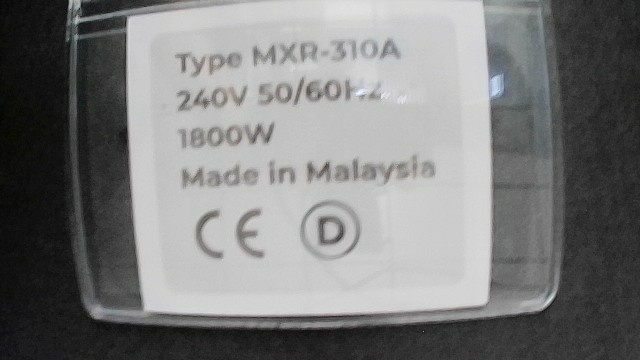 Type MXR-310A
240V 50/60Hz
1800W
Made in Malaysia
CE D